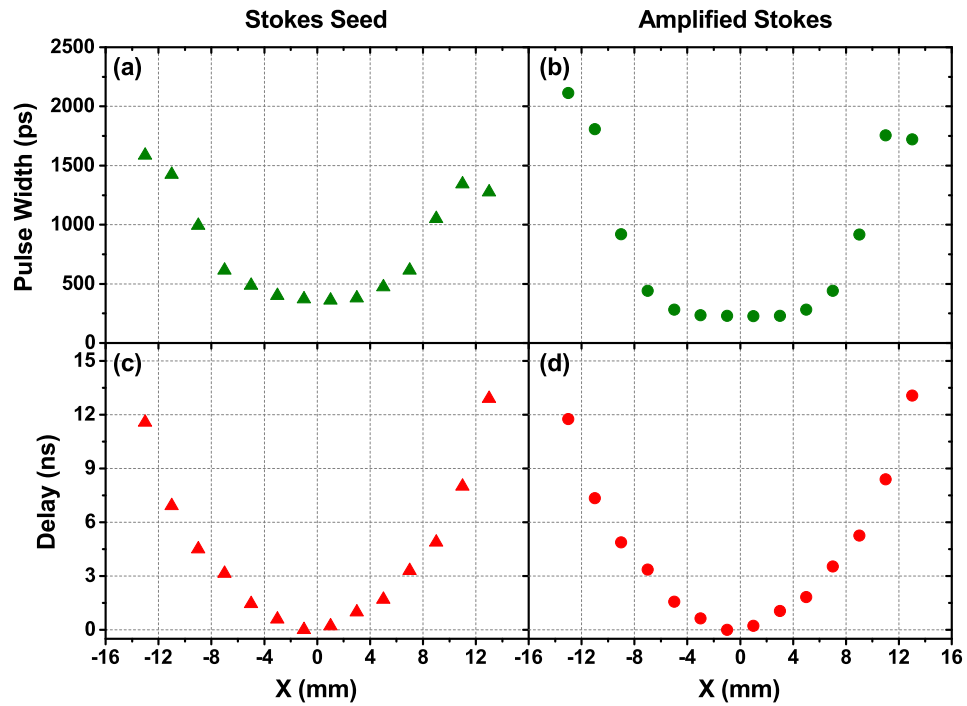 Stokes Seed
Amplified Stokes
(a)
(b)
2500
2000
1500
1000
500
0
Pulse Width (ps)
(c)
(d)
15
12
9
6
3
0
Delay (ns)
-16 -12 -8 -4 0 4 8 12 -16 -12 -8 -4 0 4 8 12 16
X (mm)
X (mm)